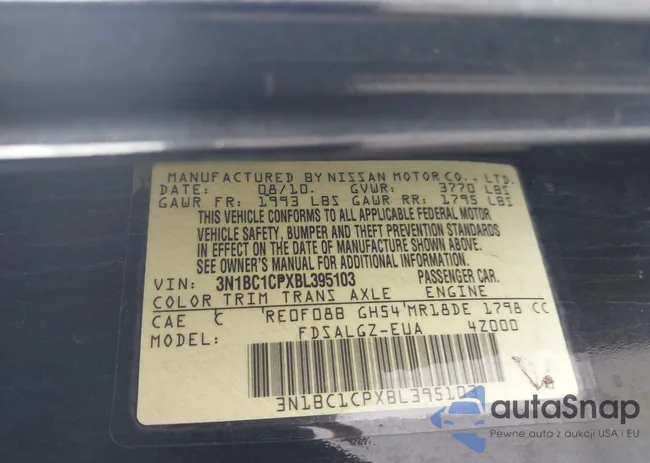 MANUFACTURED BY NISSAN MOTOR CO., LTD.
DATE: 08/10. GVWR: 3770 LBS
GAWR FR: 1993 LBS GAWR RR: 1795 LBS
THIS VEHICLE CONFORMS TO ALL APPLICABLE FEDERAL MOTOR
VEHICLE SAFETY, BUMPER AND THEFT PREVENTION STANDARDS
IN EFFECT ON THE DATE OF MANUFACTURE SHOWN ABOVE.
SEE OWNER'S MANUAL FOR ADDITIONAL INFORMATION.
VIN: 3N1BC1CPXBL395103 PASSENGER CAR.
COLOR TRIM TRANS AXLE ENGINE
CAE C RE0F08B GH54 MR18DE 1798 CC
MODEL: FDSALGZ-EUA 4Z000
3N1BC1CPXBL395103
autoSnap
Pewne auta z aukcji USA i EU